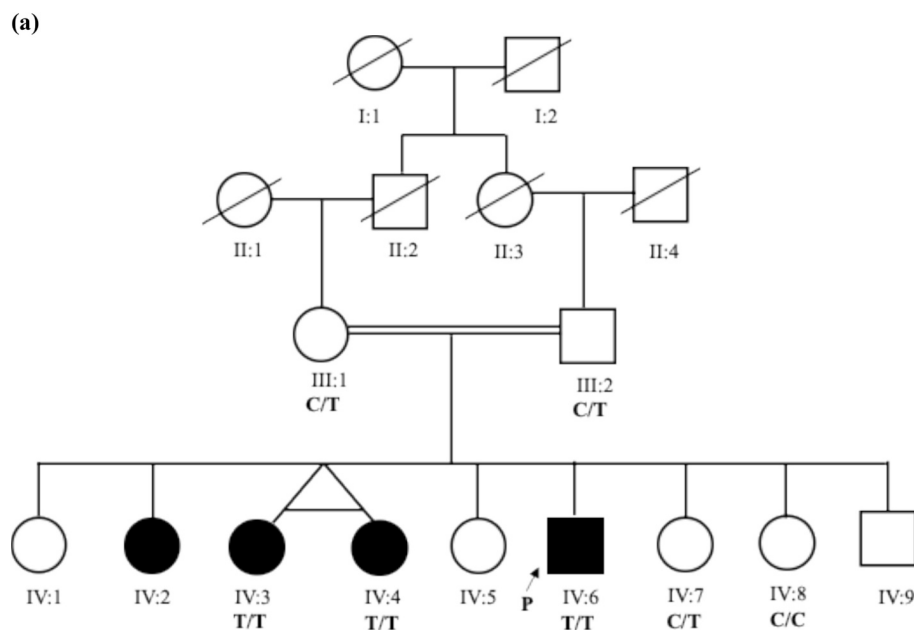 (a)
I:1 I:2
II:1 II:2 II:3 II:4
III:1 III:2
C/T C/T
IV:1 IV:2 IV:3 IV:4 IV:5 P IV:6 IV:7 IV:8 IV:9
T/T T/T T/T C/T C/C